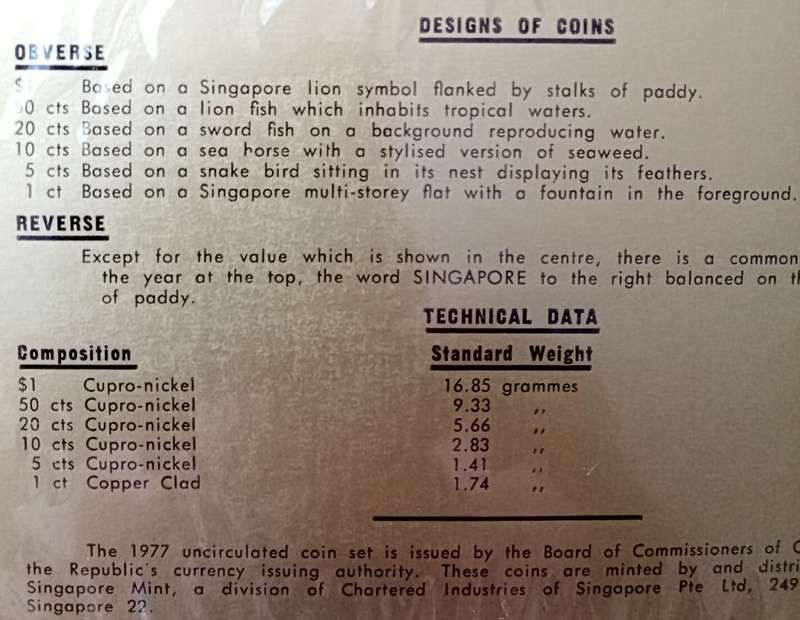 DESIGNS OF COINS
OBVERSE
$1 Based on a Singapore lion symbol flanked by stalks of paddy.
50 cts Based on a lion fish which inhabits tropical waters.
20 cts Based on a sword fish on a background reproducing water.
10 cts Based on a sea horse with a stylised version of seaweed.
5 cts Based on a snake bird sitting in its nest displaying its feathers.
1 ct Based on a Singapore multi-storey flat with a fountain in the foreground.
REVERSE
Except for the value which is shown in the centre, there is a common
the year at the top, the word SINGAPORE to the right balanced on
of paddy.
TECHNICAL DATA
Composition Standard Weight
$1 Cupro-nickel 16.85 grammes
50 cts Cupro-nickel 9.33 ,,
20 cts Cupro-nickel 5.66 ,,
10 cts Cupro-nickel 2.83 ,,
5 cts Cupro-nickel 1.41 ,,
1 ct Copper Clad 1.74 ,,
The 1977 uncirculated coin set is issued by the Board of Commissioners of
the Republic's currency issuing authority. These coins are minted by and
Singapore Mint, a division of Chartered Industries of Singapore Pte Ltd, 249
Singapore 22.